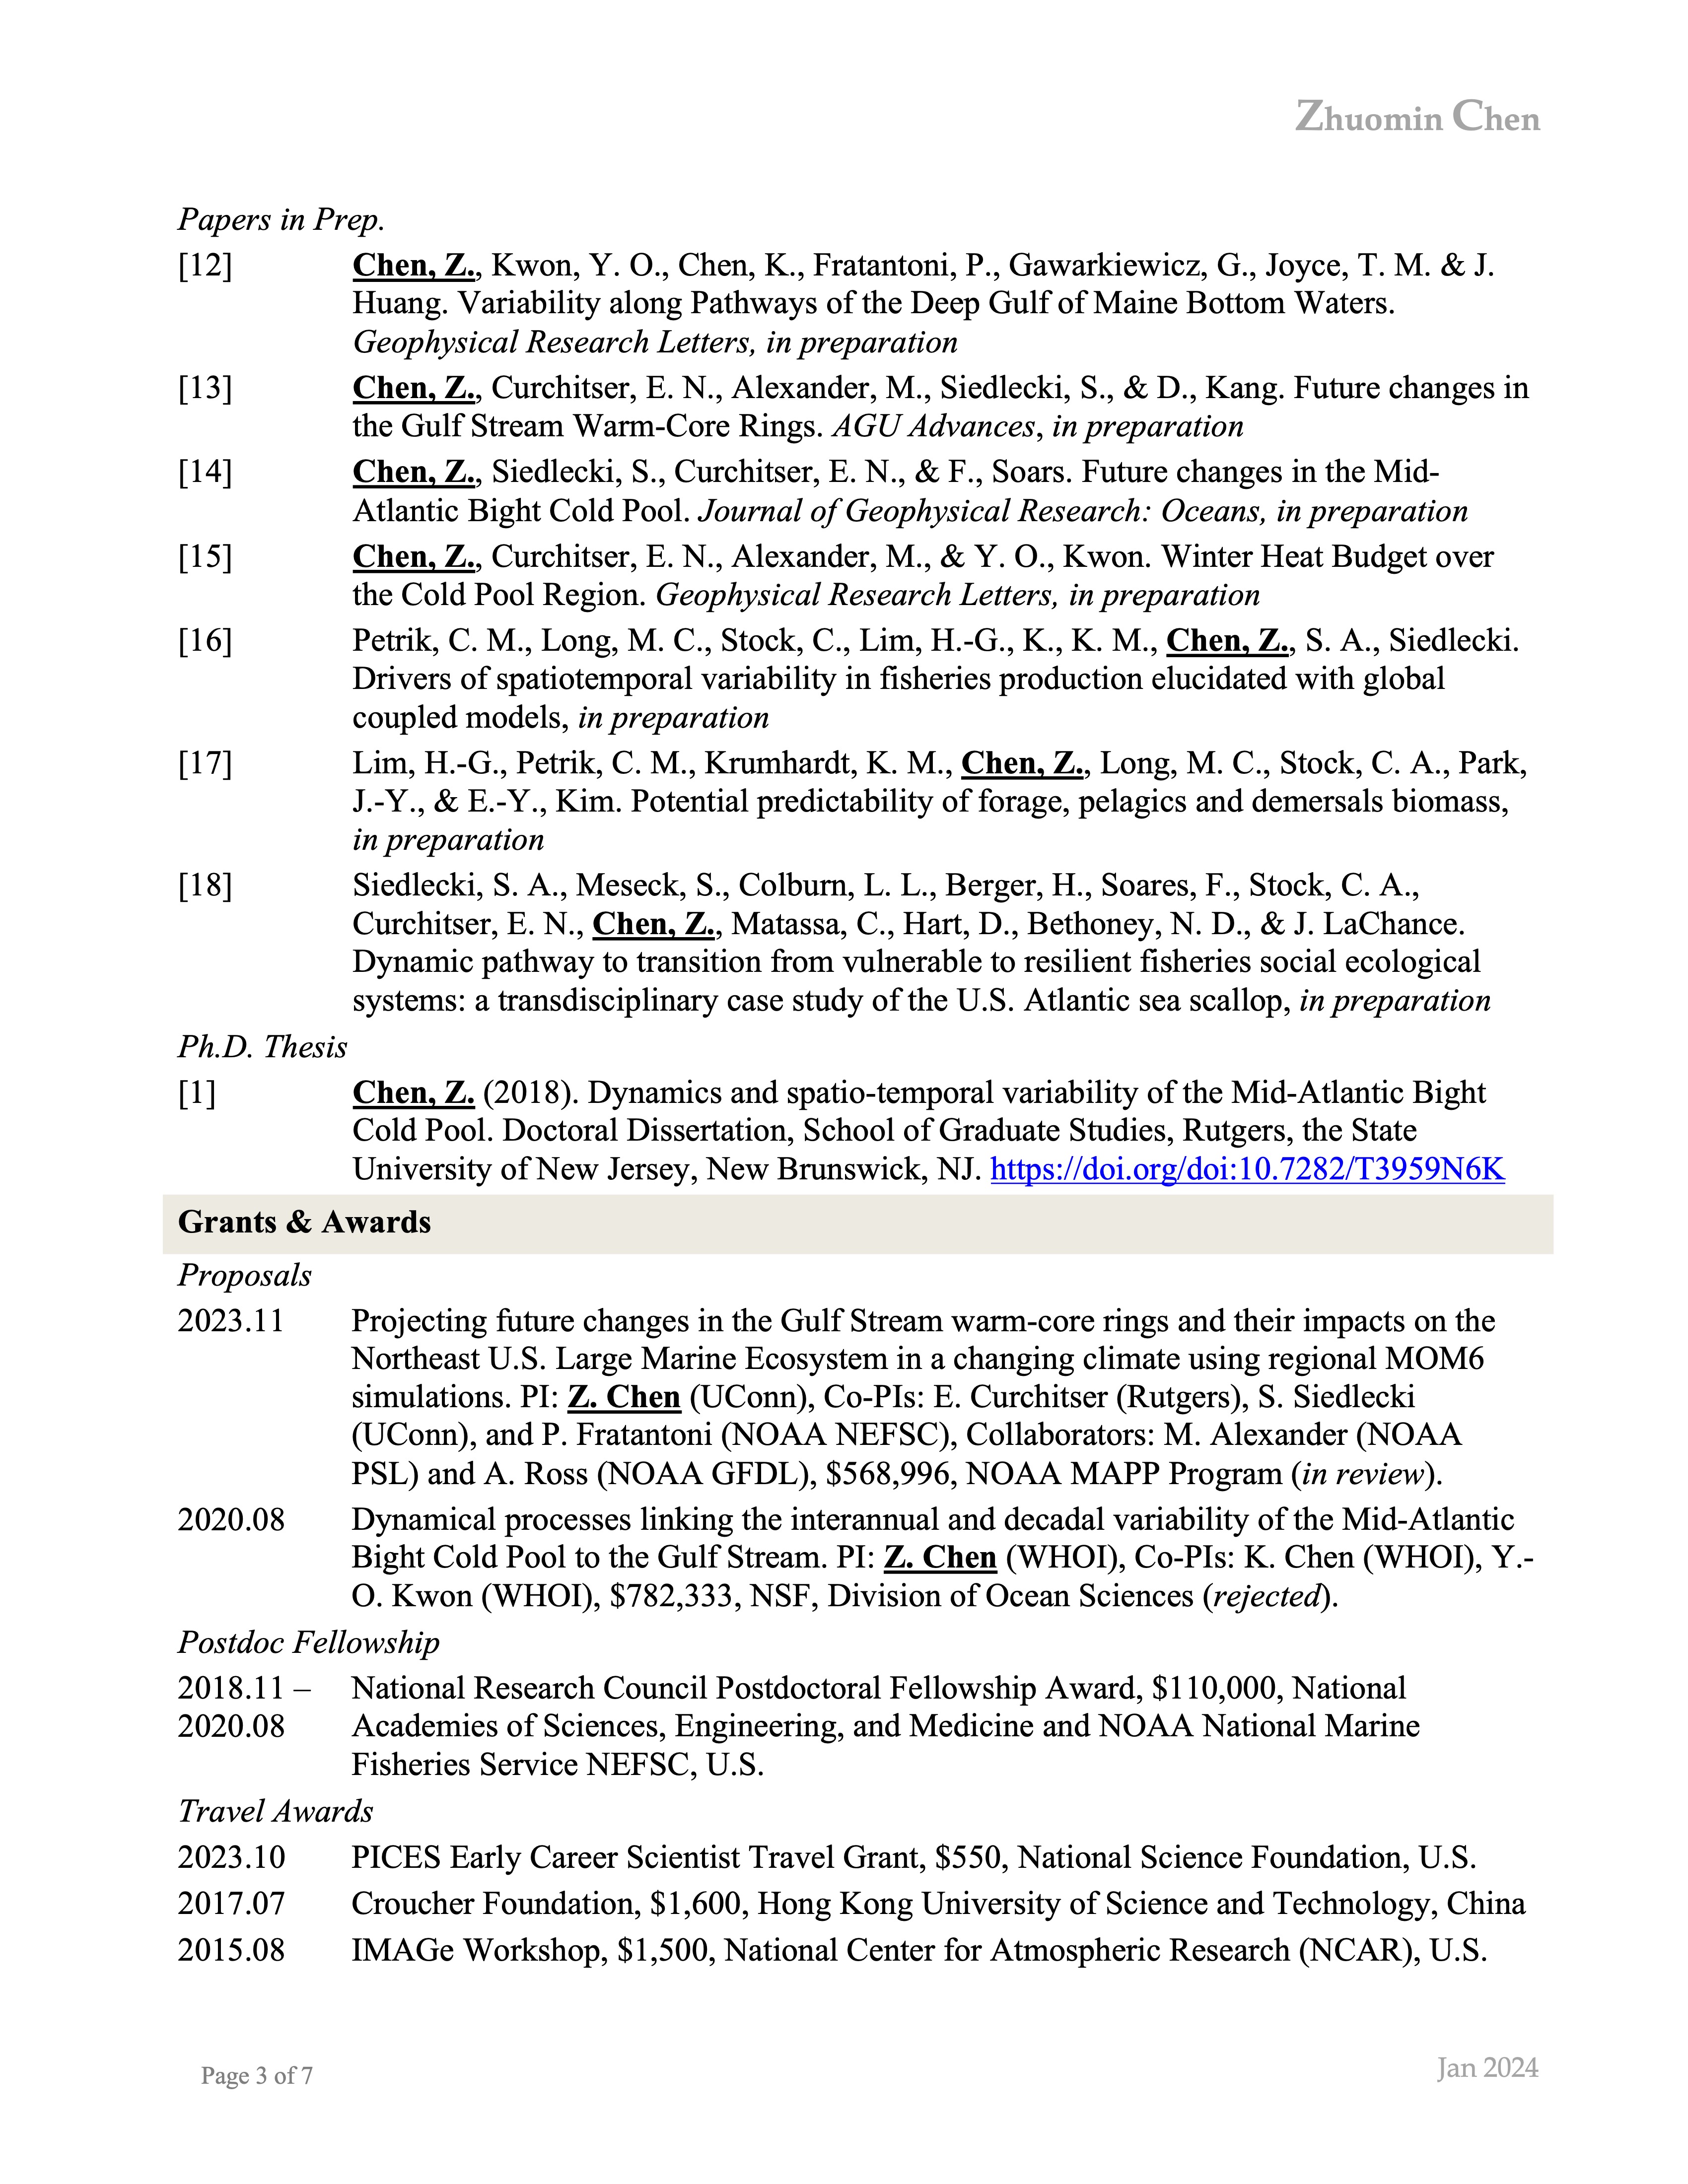 Zhuomin Chen
Papers in Prep.
[12] Chen, Z., Kwon, Y. O., Chen, K., Fratantoni, P., Gawarkiewicz, G., Joyce, T. M. & J.
Huang. Variability along Pathways of the Deep Gulf of Maine Bottom Waters.
Geophysical Research Letters, in preparation
[13] Chen, Z., Curchitser, E. N., Alexander, M., Siedlecki, S., & D., Kang. Future changes in
the Gulf Stream Warm-Core Rings. AGU Advances, in preparation
[14] Chen, Z., Siedlecki, S., Curchitser, E. N., & F., Soars. Future changes in the Mid-
Atlantic Bight Cold Pool. Journal of Geophysical Research: Oceans, in preparation
[15] Chen, Z., Curchitser, E. N., Alexander, M., & Y. O., Kwon. Winter Heat Budget over
the Cold Pool Region. Geophysical Research Letters, in preparation
[16] Petrik, C. M., Long, M. C., Stock, C., Lim, H.-G., K., K. M., Chen, Z., S. A., Siedlecki.
Drivers of spatiotemporal variability in fisheries production elucidated with global
coupled models, in preparation
[17] Lim, H.-G., Petrik, C. M., Krumhardt, K. M., Chen, Z., Long, M. C., Stock, C. A., Park,
J.-Y., & E.-Y., Kim. Potential predictability of forage, pelagics and demersals biomass,
in preparation
[18] Siedlecki, S. A., Meseck, S., Colburn, L. L., Berger, H., Soares, F., Stock, C. A.,
Curchitser, E. N., Chen, Z., Matassa, C., Hart, D., Bethoney, N. D., & J. LaChance.
Dynamic pathway to transition from vulnerable to resilient fisheries social ecological
systems: a transdisciplinary case study of the U.S. Atlantic sea scallop, in preparation
Ph.D. Thesis
[1] Chen, Z. (2018). Dynamics and spatio-temporal variability of the Mid-Atlantic Bight
Cold Pool. Doctoral Dissertation, School of Graduate Studies, Rutgers, the State
University of New Jersey, New Brunswick, NJ. https://doi.org/doi:10.7282/T3959N6K
Grants & Awards
Proposals
2023.11 Projecting future changes in the Gulf Stream warm-core rings and their impacts on the
Northeast U.S. Large Marine Ecosystem in a changing climate using regional MOM6
simulations. PI: Z. Chen (UConn), Co-PIs: E. Curchitser (Rutgers), S. Siedlecki
(UConn), and P. Fratantoni (NOAA NEFSC), Collaborators: M. Alexander (NOAA
PSL) and A. Ross (NOAA GFDL), $568,996, NOAA MAPP Program (in review).
2020.08 Dynamical processes linking the interannual and decadal variability of the Mid-Atlantic
Bight Cold Pool to the Gulf Stream. PI: Z. Chen (WHOI), Co-PIs: K. Chen (WHOI), Y.-
O. Kwon (WHOI), $782,333, NSF, Division of Ocean Sciences (rejected).
Postdoc Fellowship
2018.11 – National Research Council Postdoctoral Fellowship Award, $110,000, National
2020.08 Academies of Sciences, Engineering, and Medicine and NOAA National Marine
Fisheries Service NEFSC, U.S.
Travel Awards
2023.10 PICES Early Career Scientist Travel Grant, $550, National Science Foundation, U.S.
2017.07 Croucher Foundation, $1,600, Hong Kong University of Science and Technology, China
2015.08 IMAGe Workshop, $1,500, National Center for Atmospheric Research (NCAR), U.S.
Page 3 of 7 Jan 2024